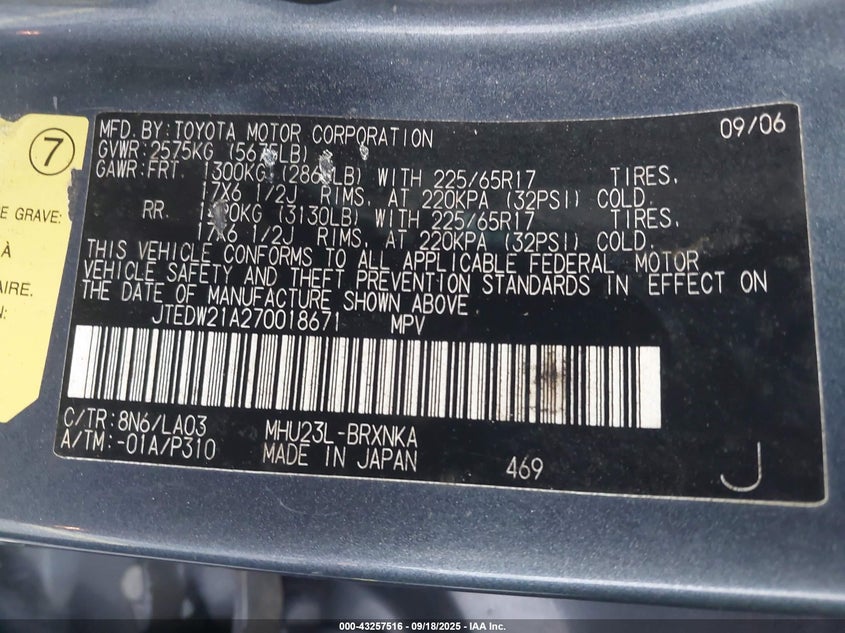 7
E GRAVE:
À
AIRE.
N:
MFD. BY: TOYOTA MOTOR CORPORATION 09/06
GVWR: 2575KG (5675LB)
GAWR: FRT. 1300KG (2865LB) WITH 225/65R17 TIRES,
17X6 1/2J RIMS, AT 220KPA (32PSI) COLD.
RR. 1420KG (3130LB) WITH 225/65R17 TIRES,
17X6 1/2J RIMS, AT 220KPA (32PSI) COLD.
THIS VEHICLE CONFORMS TO ALL APPLICABLE FEDERAL MOTOR
VEHICLE SAFETY AND THEFT PREVENTION STANDARDS IN EFFECT ON
THE DATE OF MANUFACTURE SHOWN ABOVE.
JTEDW21A270018671 MPV
C/TR: 8N6/LA03 MHU23L-BRXNKA
A/TM: -01A/P310 MADE IN JAPAN 469 J
000-43257516 - 09/18/2025 - IAA Inc.